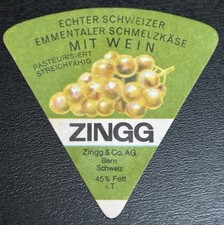 ECHTER SCHWEIZER
EMMENTALER SCHMELZKÄSE
MIT WEIN
PASTEURISIERT
STREICHFÄHIG
ZINGG
Zingg & Co. AG.
Bern
Schweiz
45% Fett
i.T.